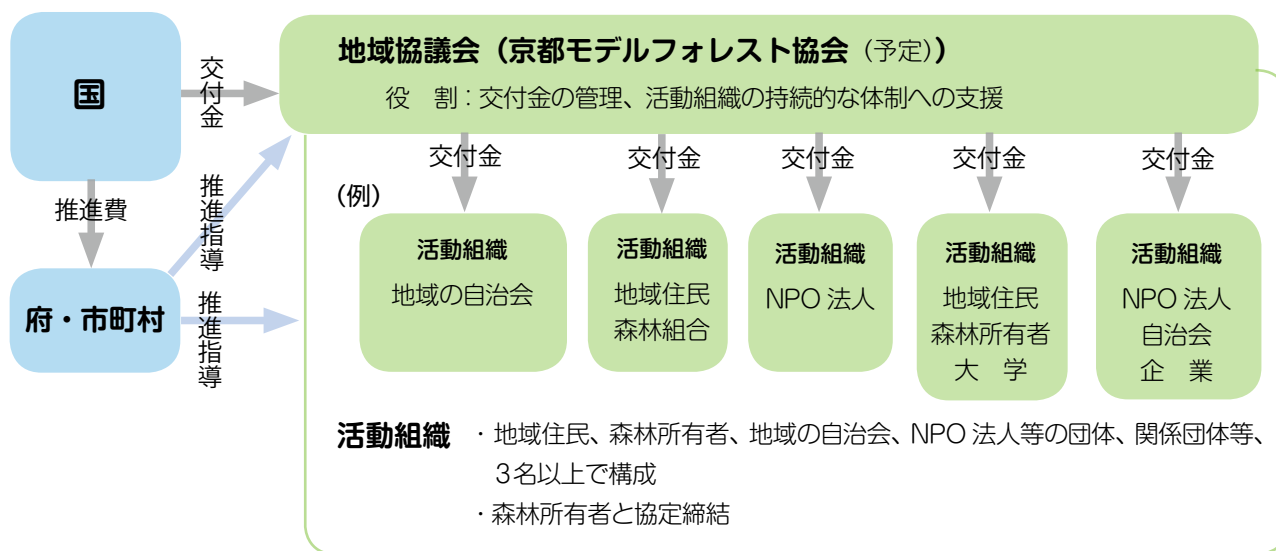 国
交付金
地域協議会（京都モデルフォレスト協会（予定））
役　割：交付金の管理、活動組織の持続的な体制への支援
推進費
府・市町村
推進指導
推進指導
交付金
交付金
交付金
交付金
交付金
(例)
活動組織
地域の自治会
活動組織
地域住民
森林組合
活動組織
NPO 法人
活動組織
地域住民
森林所有者
大　学
活動組織
NPO 法人
自治会
企　業
活動組織　・地域住民、森林所有者、地域の自治会、NPO 法人等の団体、関係団体等、
３名以上で構成
・森林所有者と協定締結